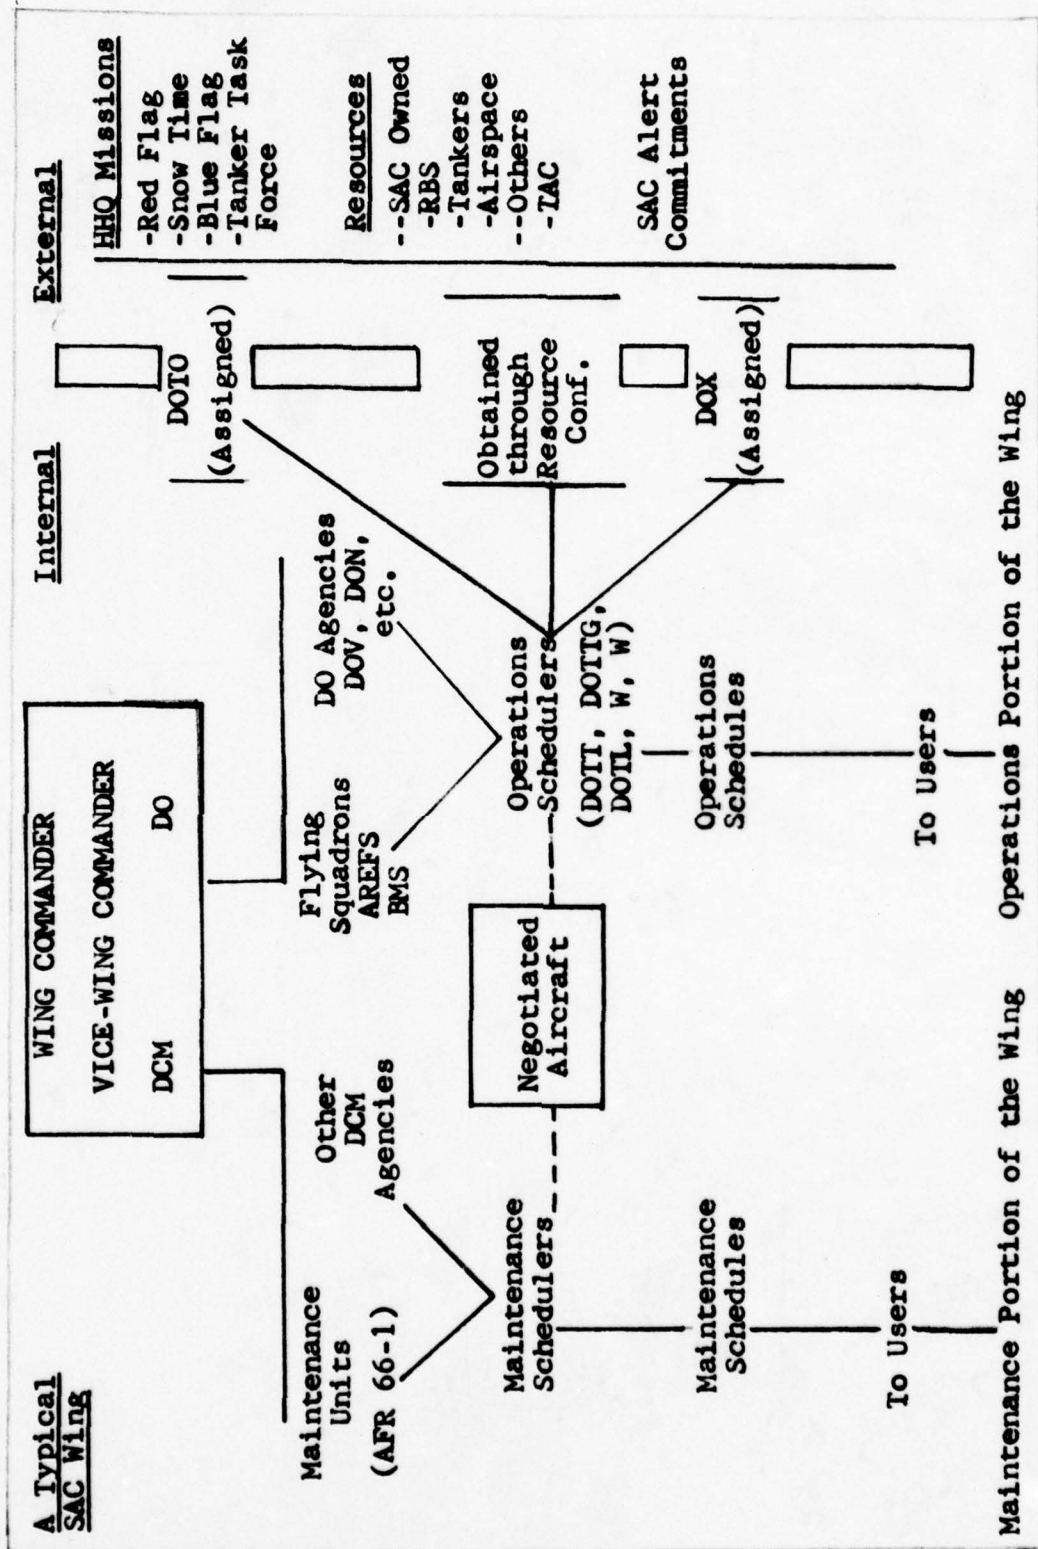 A Typical
SAC Wing
Internal
External
WING COMMANDER
VICE-WING COMMANDER
DCM DO
Maintenance
Units
(AFR 66-1)
Other
DCM
Agencies
Flying
Squadrons
AREFS
BMS
DO Agencies
DOV, DON,
etc.
DOTO
(Assigned)
HHQ Missions
-Red Flag
-Snow Time
-Blue Flag
-Tanker Task
Force
Maintenance
Schedulers
Negotiated
Aircraft
Operations
Schedulers
(DOTT, DOTTG,
DOTL, W, W)
Obtained
through
Resource
Conf.
Resources
--SAC Owned
-RBS
-Tankers
-Airspace
--Others
-TAC
Maintenance
Schedules
Operations
Schedules
DOX
(Assigned)
SAC Alert
Commitments
To Users
To Users
Maintenance Portion of the Wing
Operations Portion of the Wing